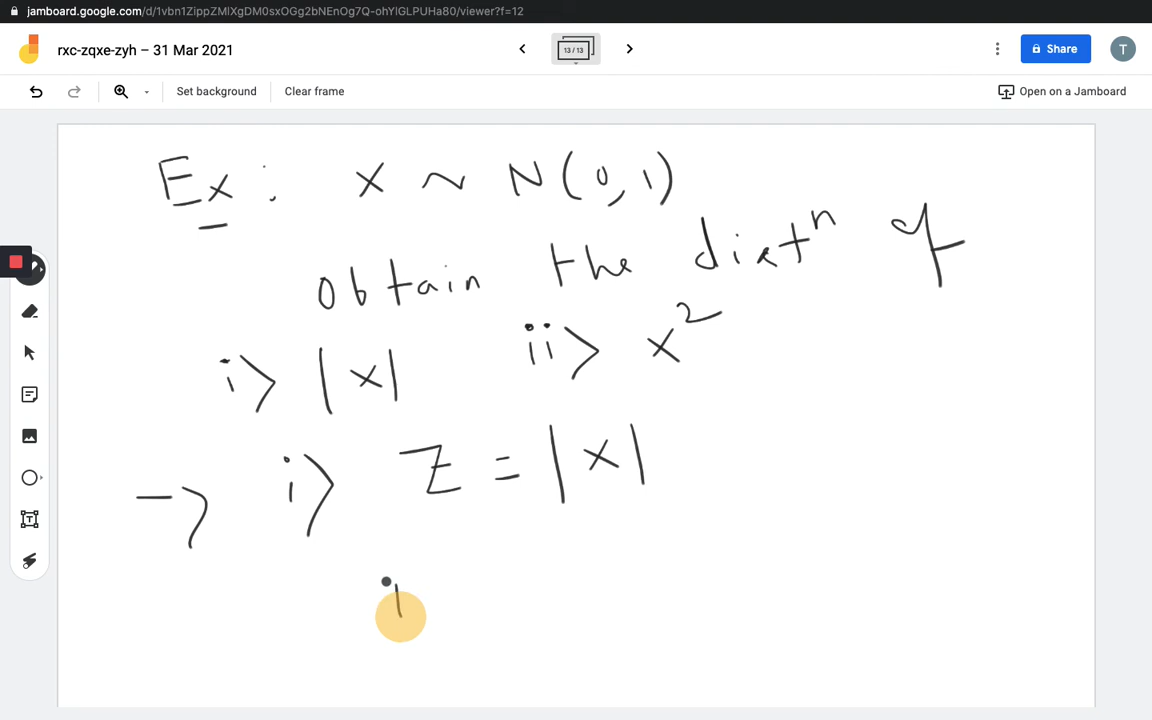 jamboard.google.com/d/1vbn1ZippZMlXgDM0sxOGg2bNEnOg7Q-ohYlGLPUHa80/viewer?f=12
rxc-zqxe-zyh – 31 Mar 2021
13 / 13
Share
T
Set background
Clear frame
Open on a Jamboard
Ex : X ~ N(0,1)
obtain the distⁿ of
i> |X| ii> X²
→ i> Z = |X|
i